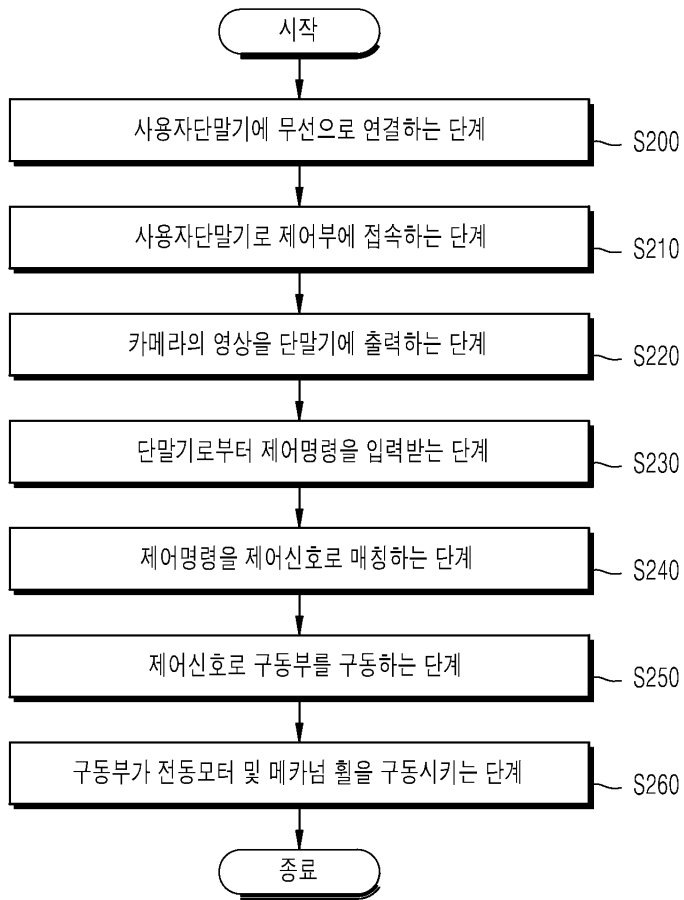 시작
사용자단말기에 무선으로 연결하는 단계
S200
사용자단말기로 제어부에 접속하는 단계
S210
카메라의 영상을 단말기에 출력하는 단계
S220
단말기로부터 제어명령을 입력받는 단계
S230
제어명령을 제어신호로 매칭하는 단계
S240
제어신호로 구동부를 구동하는 단계
S250
구동부가 전동모터 및 메카넘 휠을 구동시키는 단계
S260
종료